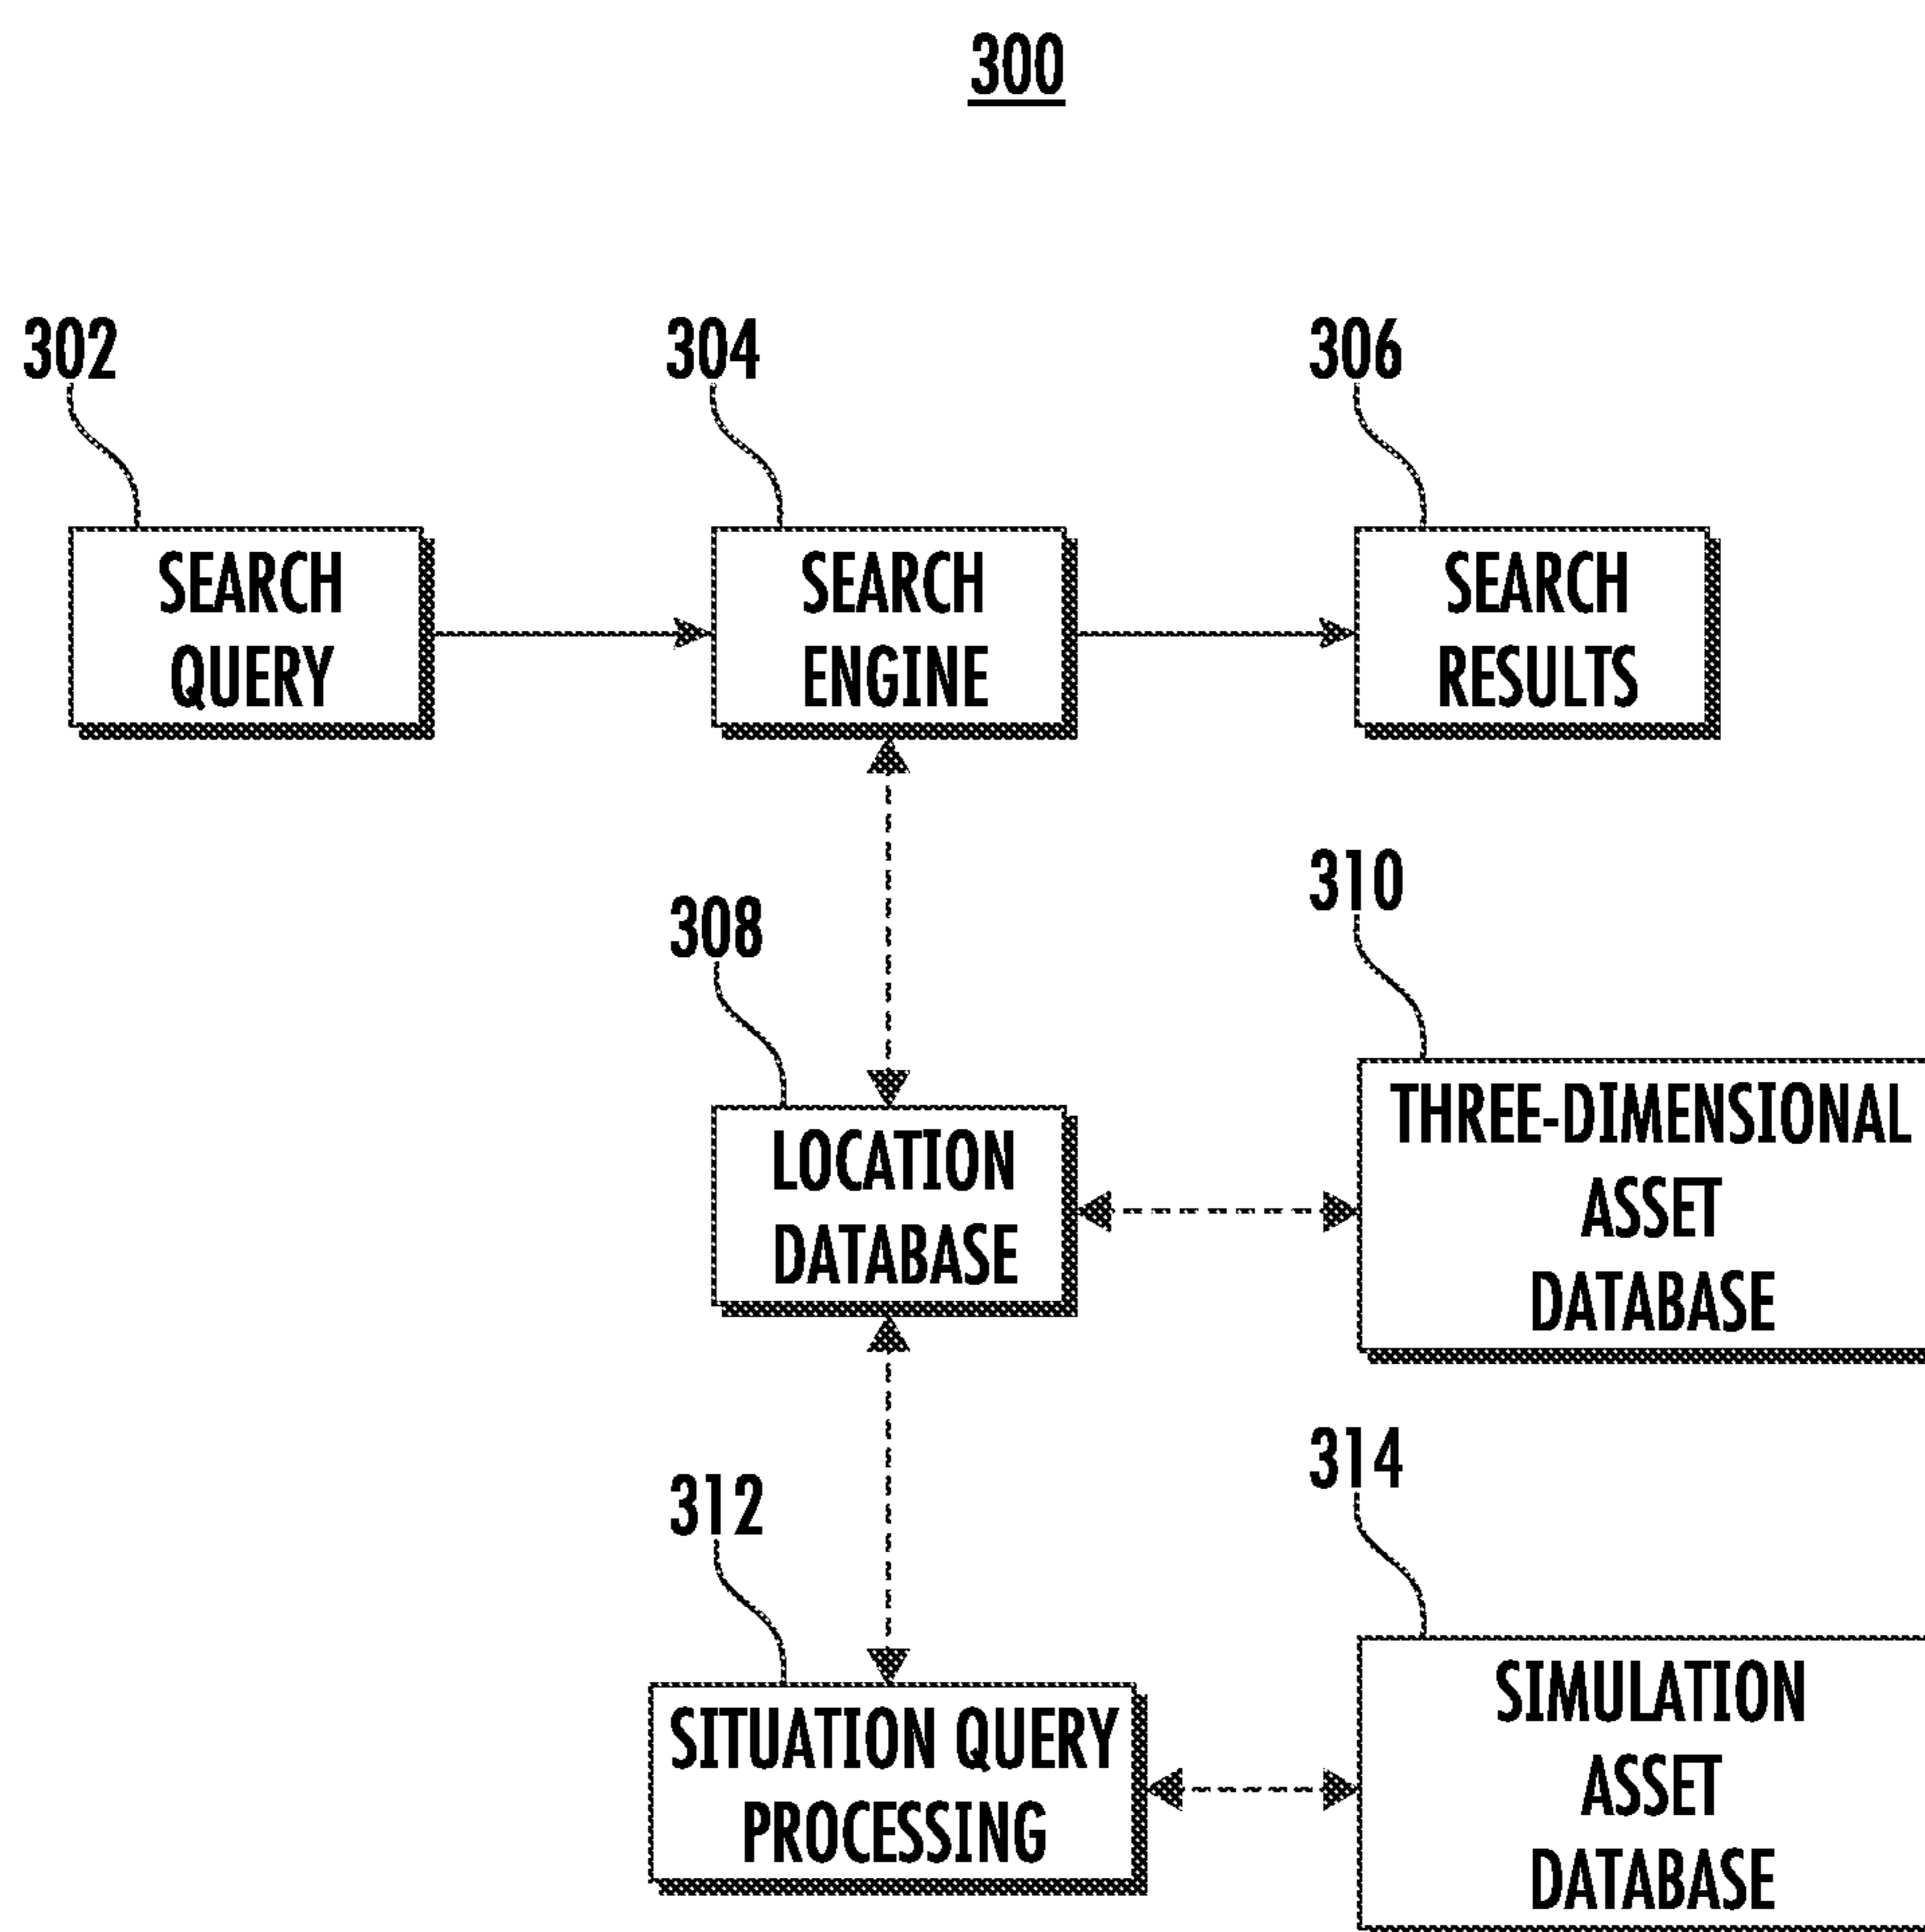 300
302
304
306
SEARCH
QUERY
SEARCH
ENGINE
SEARCH
RESULTS
308
310
LOCATION
DATABASE
THREE-DIMENSIONAL
ASSET
DATABASE
312
314
SITUATION QUERY
PROCESSING
SIMULATION
ASSET
DATABASE